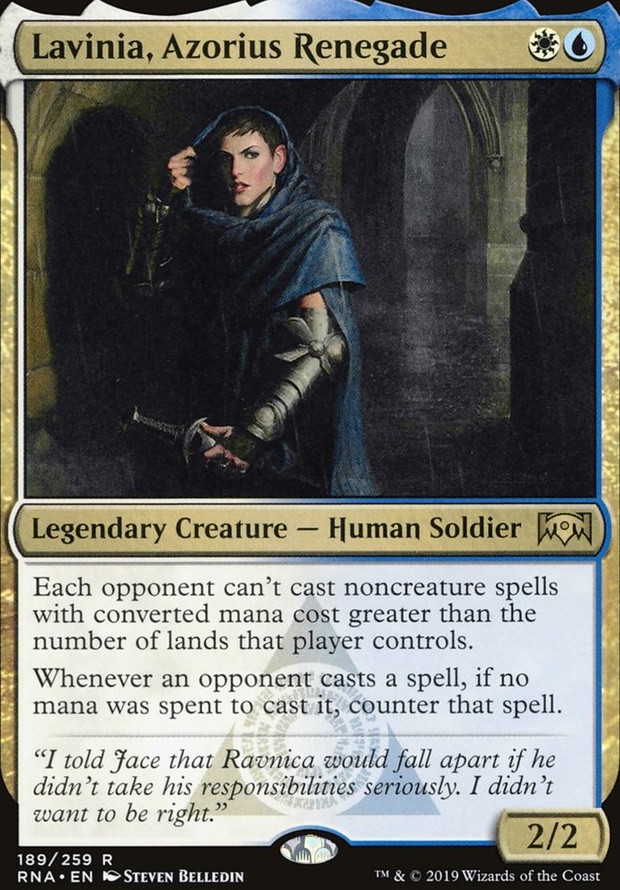 Lavinia, Azorius Renegade
Legendary Creature — Human Soldier
Each opponent can't cast noncreature spells
with converted mana cost greater than the
number of lands that player controls.
Whenever an opponent casts a spell, if no
mana was spent to cast it, counter that spell.
“I told Jace that Ravnica would fall apart if he
didn't take his responsibilities seriously. I didn't
want to be right.”
2/2
189/259 R
RNA • EN Steven Belledin
™ & © 2019 Wizards of the Coast